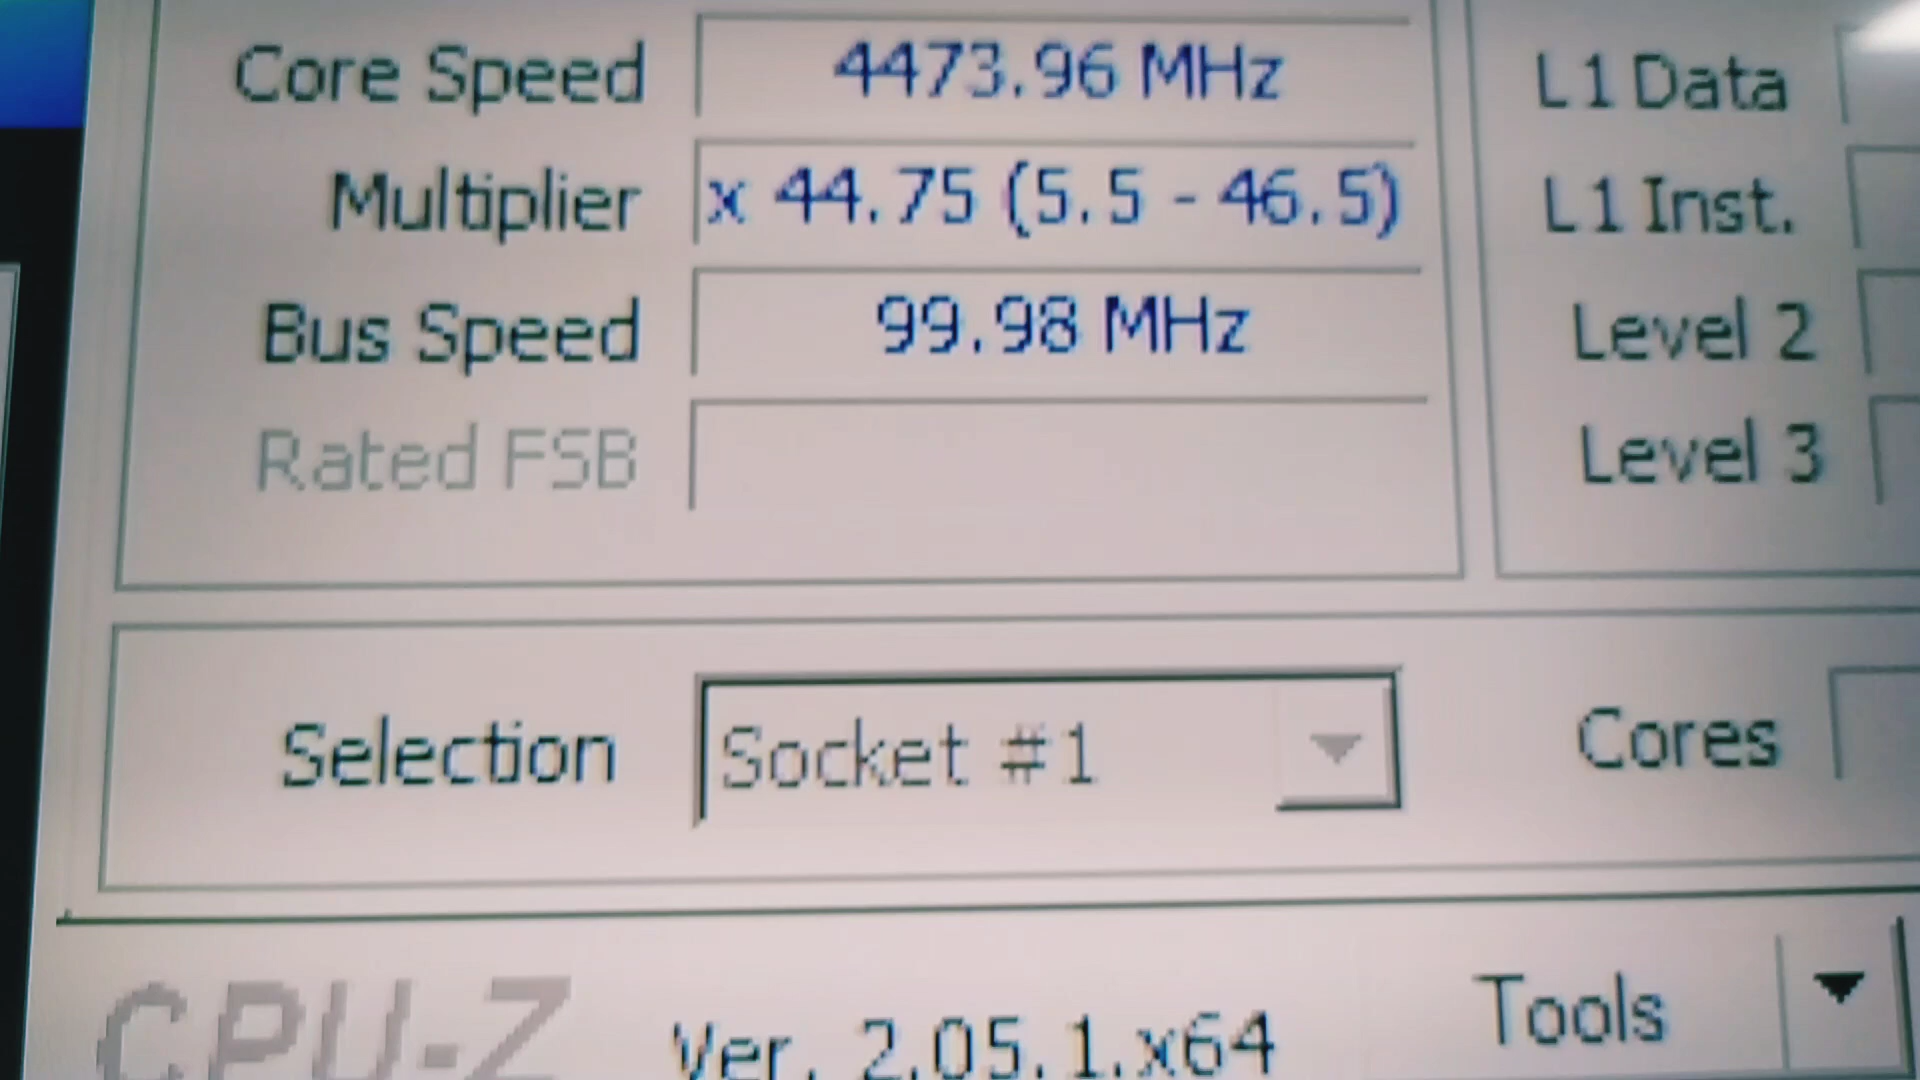 Core Speed 4473.96 MHz L1 Data
Multiplier x 44.75 (5.5 - 46.5) L1 Inst.
Bus Speed 99.98 MHz Level 2
Rated FSB Level 3
Selection Socket #1 Cores
CPU-Z Ver. 2.05.1.x64 Tools